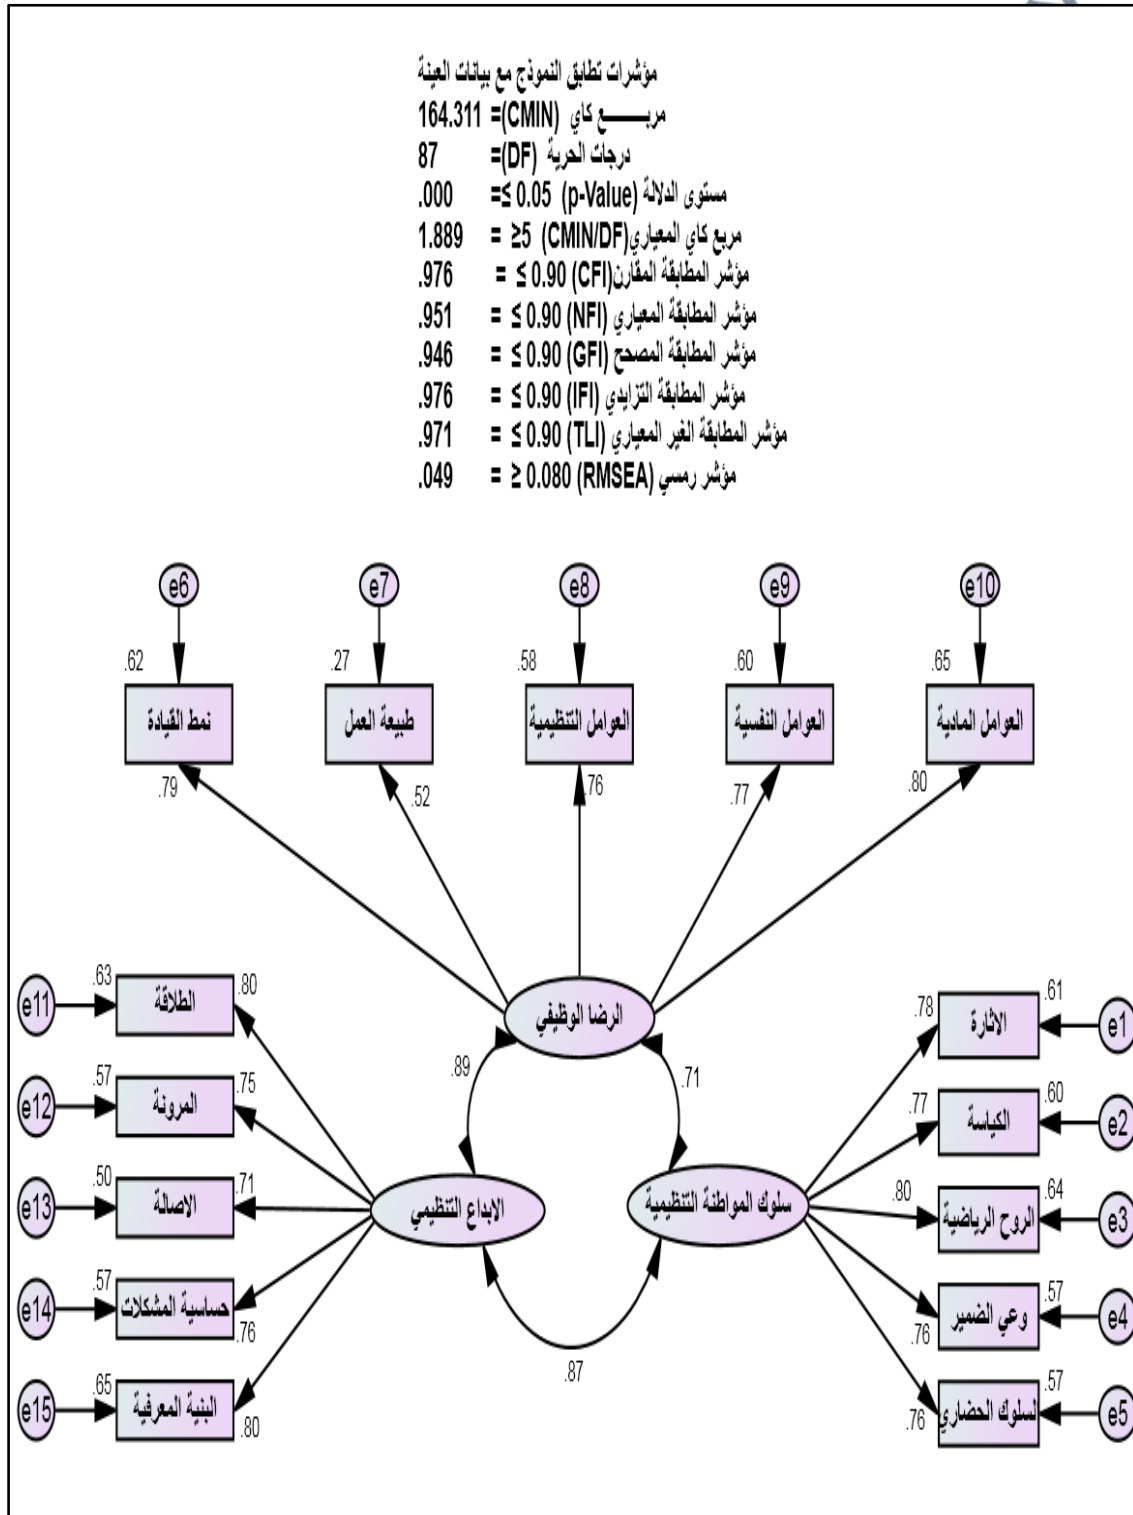 مؤشرات تطابق النموذج مع بيانات العينة
مربـــــــع كاي (CMIN)= 164.311
درجات الحرية (DF)= 87
مستوى الدلالة (p-Value) 0.05 ≥= .000
مربع كاي المعياري(CMIN/DF) 5≤ = 1.889
مؤشر المطابقة المقارن(CFI) 0.90 ≥ = .976
مؤشر المطابقة المعياري (NFI) 0.90 ≥ = .951
مؤشر المطابقة المصحح (GFI) 0.90 ≥ = .946
مؤشر المطابقة التزايدي (IFI) 0.90 ≥ = .976
مؤشر المطابقة الغير المعياري (TLI) 0.90 ≥ = .971
مؤشر رمسي (RMSEA) 0.080 ≤ = .049
e6 e7 e8 e9 e10
.62 .27 .58 .60 .65
نمط القيادة
طبيعة العمل
العوامل التنظيمية
العوامل النفسية
العوامل المادية
.79 .52 .76 .77 .80
الرضا الوظيفي
.89 .71
e11 .63 الطلاقة .80
e12 .57 المرونة .75
e13 .50 الاصالة .71
e14 .57 حساسية المشكلات .76
e15 .65 البنية المعرفية .80
الابداع التنظيمي
سلوك المواطنة التنظيمية
.87
.78 الاثارة .61 e1
.77 الكياسة .60 e2
.80 الروح الرياضية .64 e3
.76 وعي الضمير .57 e4
.76 لسلوك الحضاري .57 e5